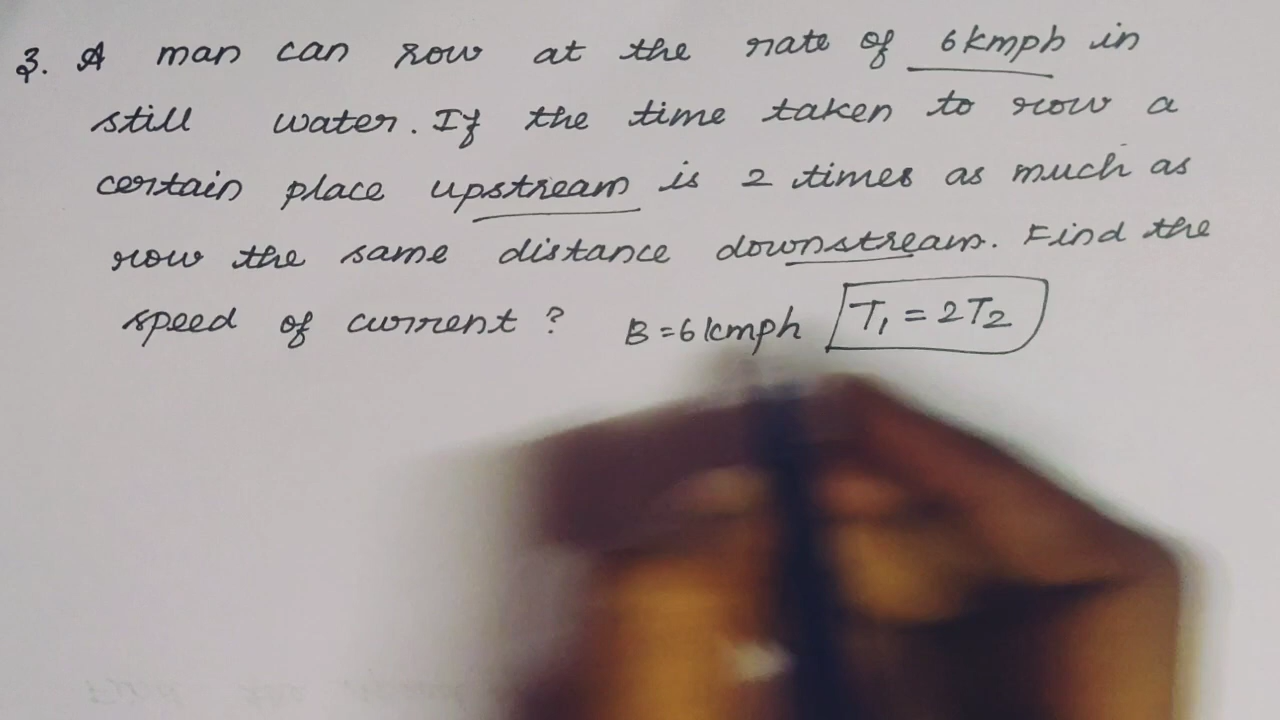 3. A man can row at the rate of 6kmph in
still water. If the time taken to row a
certain place upstream is 2 times as much as
row the same distance downstream. Find the
speed of current ? B=6kmph T₁ = 2T₂